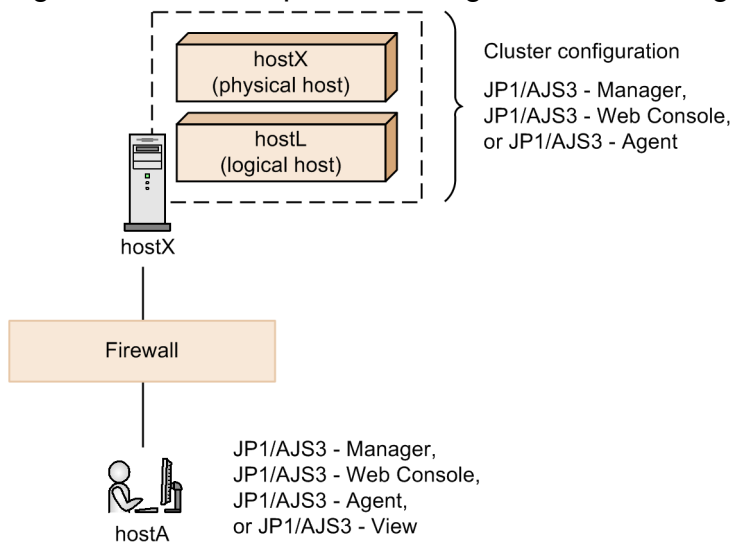 hostX
(physical host)
hostL
(logical host)
Cluster configuration
JP1/AJS3 - Manager,
JP1/AJS3 - Web Console,
or JP1/AJS3 - Agent
hostX
Firewall
JP1/AJS3 - Manager,
JP1/AJS3 - Web Console,
JP1/AJS3 - Agent,
or JP1/AJS3 - View
hostA